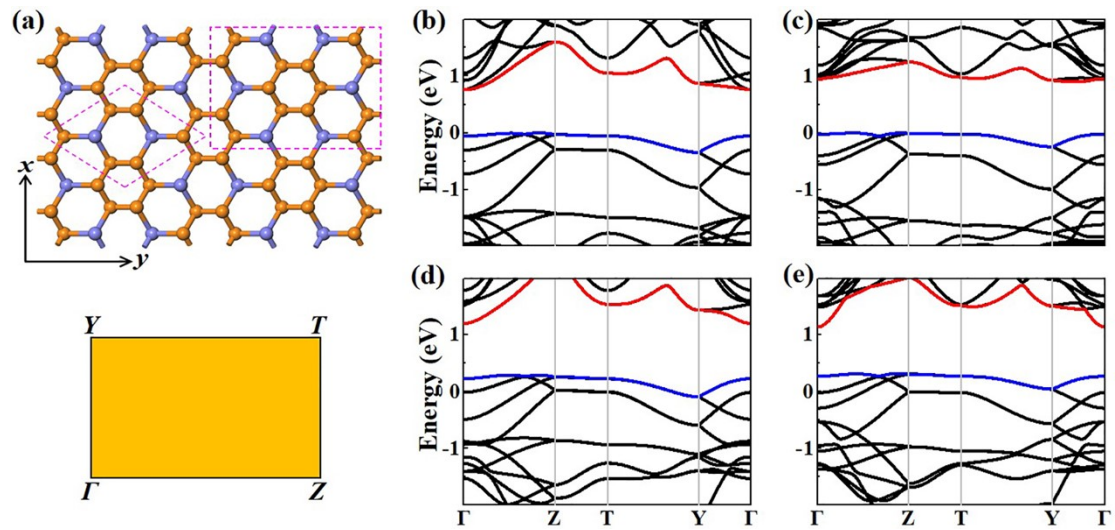 (a)
x
y
Y T
Γ Z
(b) (c)
Energy (eV)
1
0
-1
1
0
-1
(d) (e)
Energy (eV)
1
0
-1
1
0
-1
Γ Z T Y Γ Γ Z T Y Γ